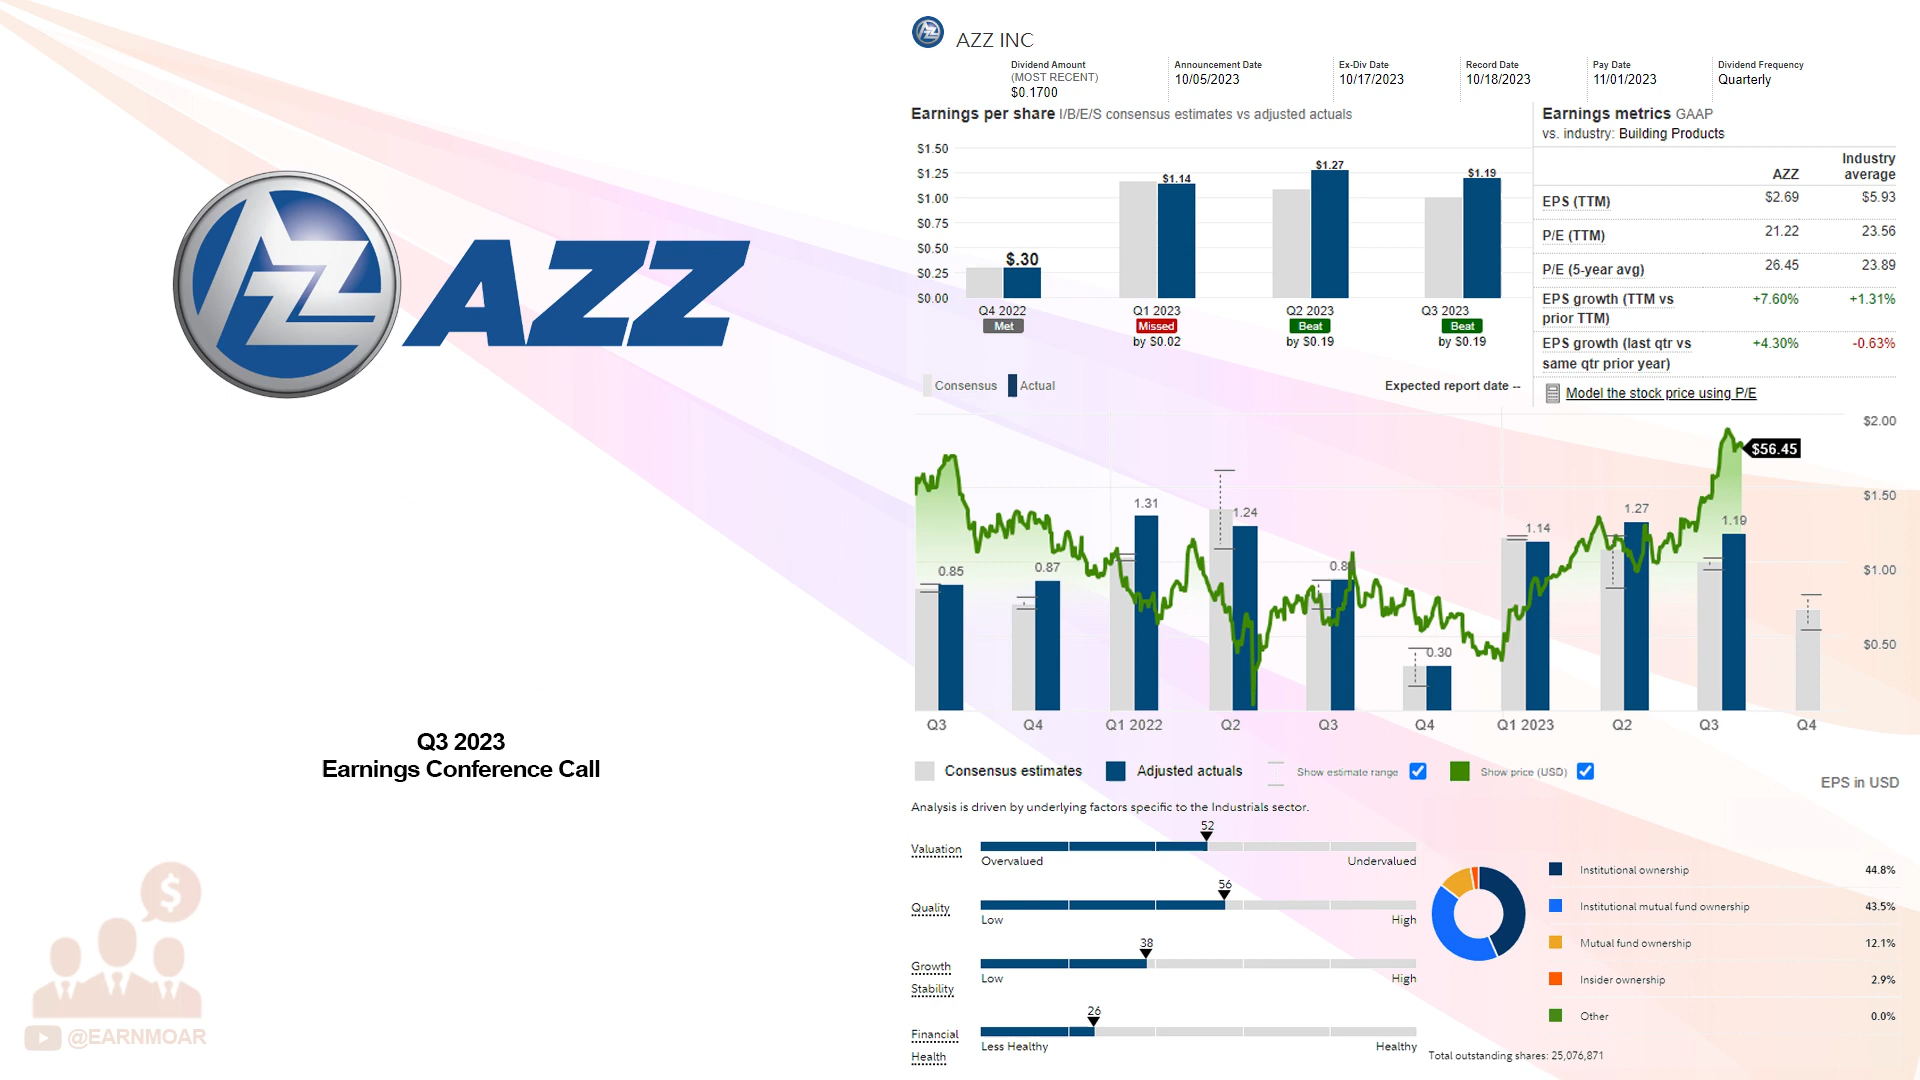 AZZ
Q3 2023
Earnings Conference Call
$
@EARNMOAR
AZ
AZZ INC
Dividend Amount
(MOST RECENT)
$0.1700
Announcement Date
10/05/2023
Ex-Div Date
10/17/2023
Record Date
10/18/2023
Pay Date
11/01/2023
Dividend Frequency
Quarterly
Earnings per share I/B/E/S consensus estimates vs adjusted actuals
$1.50
$1.25
$1.00
$0.75
$0.50
$0.25
$0.00
$.30
$1.14
$1.27
$1.19
Q4 2022
Met
Q1 2023
Missed
by $0.02
Q2 2023
Beat
by $0.19
Q3 2023
Beat
by $0.19
Consensus Actual
Expected report date --
Earnings metrics GAAP
vs. industry: Building Products
AZZ Industry average
EPS (TTM) $2.69 $5.93
P/E (TTM) 21.22 23.56
P/E (5-year avg) 26.45 23.89
EPS growth (TTM vs prior TTM) +7.60% +1.31%
EPS growth (last qtr vs same qtr prior year) +4.30% -0.63%
Model the stock price using P/E
$2.00
$1.50
$1.00
$0.50
$56.45
0.85
0.87
1.31
1.24
0.8
0.30
1.14
1.27
1.19
Q3 Q4 Q1 2022 Q2 Q3 Q4 Q1 2023 Q2 Q3 Q4
Consensus estimates Adjusted actuals Show estimate range Show price (USD)
EPS in USD
Analysis is driven by underlying factors specific to the Industrials sector.
52
Valuation
Overvalued Undervalued
56
Quality
Low High
38
Growth Stability
Low High
26
Financial Health
Less Healthy Healthy
Institutional ownership 44.8%
Institutional mutual fund ownership 43.5%
Mutual fund ownership 12.1%
Insider ownership 2.9%
Other 0.0%
Total outstanding shares: 25,076,871